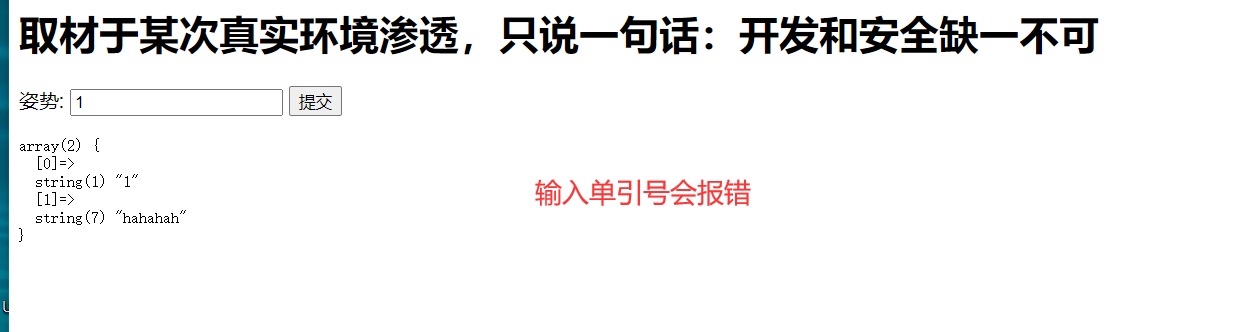 取材于某次真实环境渗透，只说一句话：开发和安全缺一不可
姿势: 1 提交
array(2) {
[0]=>
string(1) "1"
[1]=>
string(7) "hahahah"
}
输入单引号会报错